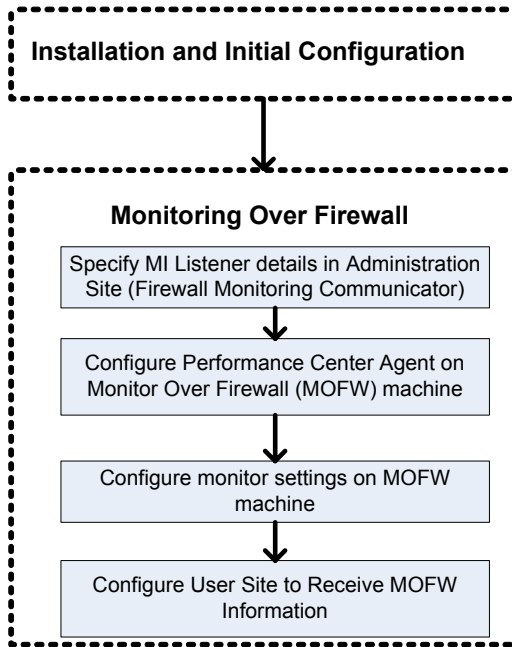 Installation and Initial Configuration
Monitoring Over Firewall
Specify MI Listener details in Administration
Site (Firewall Monitoring Communicator)
Configure Performance Center Agent on
Monitor Over Firewall (MOFW) machine
Configure monitor settings on MOFW
machine
Configure User Site to Receive MOFW
Information